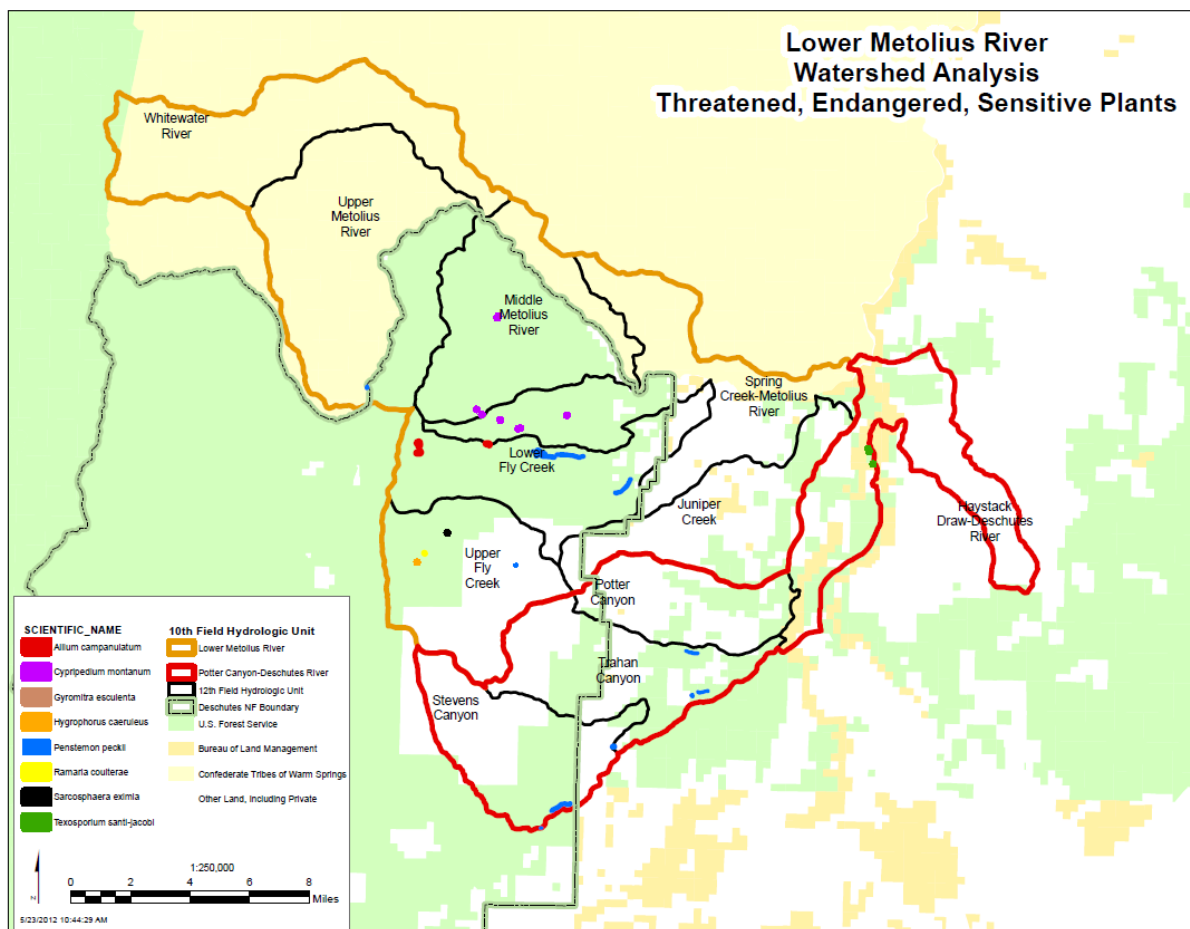 Lower Metolius River
Watershed Analysis
Threatened, Endangered, Sensitive Plants
Whitewater
River
Upper
Metolius
River
Middle
Metolius
River
Spring
Creek-Metolius
River
Lower
Fly Creek
Juniper
Creek
Haystack
Draw-Deschutes
River
Upper
Fly
Creek
Potter
Canyon
Trahan
Canyon
Stevens
Canyon
SCIENTIFIC_NAME
Allium campanulatum
Cypripedium montanum
Gyromitra esculenta
Hygrophorus caeruleus
Penstemon peckii
Ramaria coulterae
Sarcosphaera eximia
Texosporium santi-jacobi
10th Field Hydrologic Unit
Lower Metolius River
Potter Canyon-Deschutes River
12th Field Hydrologic Unit
Deschutes NF Boundary
U.S. Forest Service
Bureau of Land Management
Confederate Tribes of Warm Springs
Other Land, Including Private
N
1:250,000
0 2 4 6 8
Miles
5/23/2012 10:44:29 AM